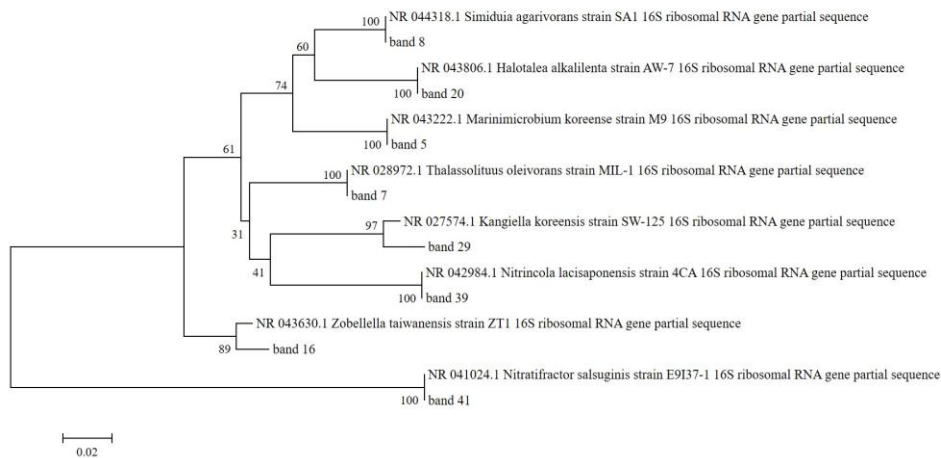 100 NR 044318.1 Simiduia agarivorans strain SA1 16S ribosomal RNA gene partial sequence
60 band 8
NR 043806.1 Halotalea alkalilenta strain AW-7 16S ribosomal RNA gene partial sequence
74 100 band 20
NR 043222.1 Marinimicrobium koreense strain M9 16S ribosomal RNA gene partial sequence
100 band 5
61
100 NR 028972.1 Thalassolituus oleivorans strain MIL-1 16S ribosomal RNA gene partial sequence
band 7
97 NR 027574.1 Kangiella koreensis strain SW-125 16S ribosomal RNA gene partial sequence
31 band 29
41 NR 042984.1 Nitrincola lacisaponensis strain 4CA 16S ribosomal RNA gene partial sequence
100 band 39
NR 043630.1 Zobellella taiwanensis strain ZT1 16S ribosomal RNA gene partial sequence
89 band 16
NR 041024.1 Nitratifractor salsuginis strain E9I37-1 16S ribosomal RNA gene partial sequence
100 band 41
0.02